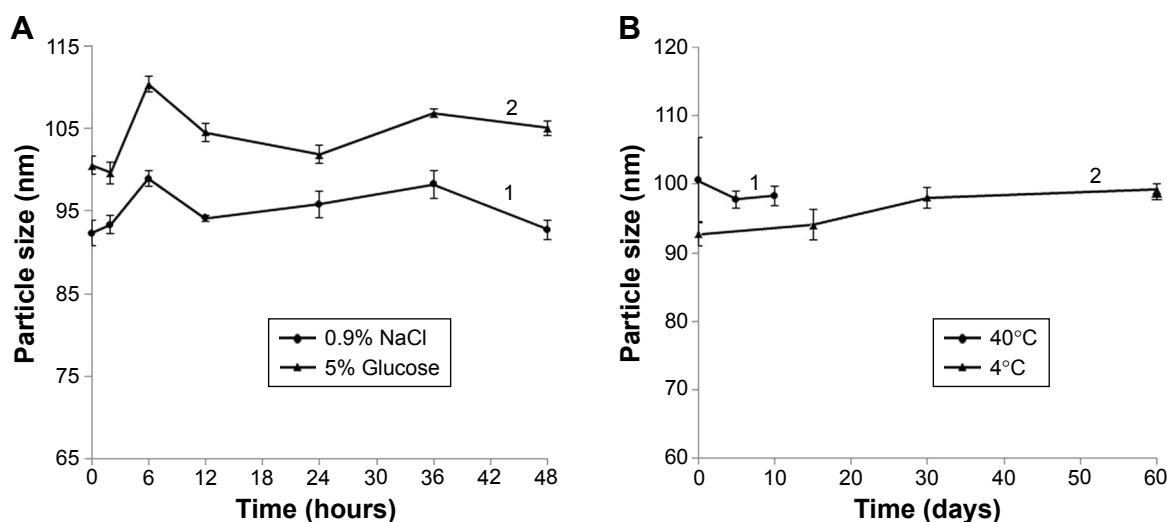 A
Particle size (nm)
115
105
95
85
75
65
2
1
0.9% NaCl
5% Glucose
0 6 12 18 24 30 36 42 48
Time (hours)
B
Particle size (nm)
120
110
100
90
80
70
60
1
2
40°C
4°C
0 10 20 30 40 50 60
Time (days)